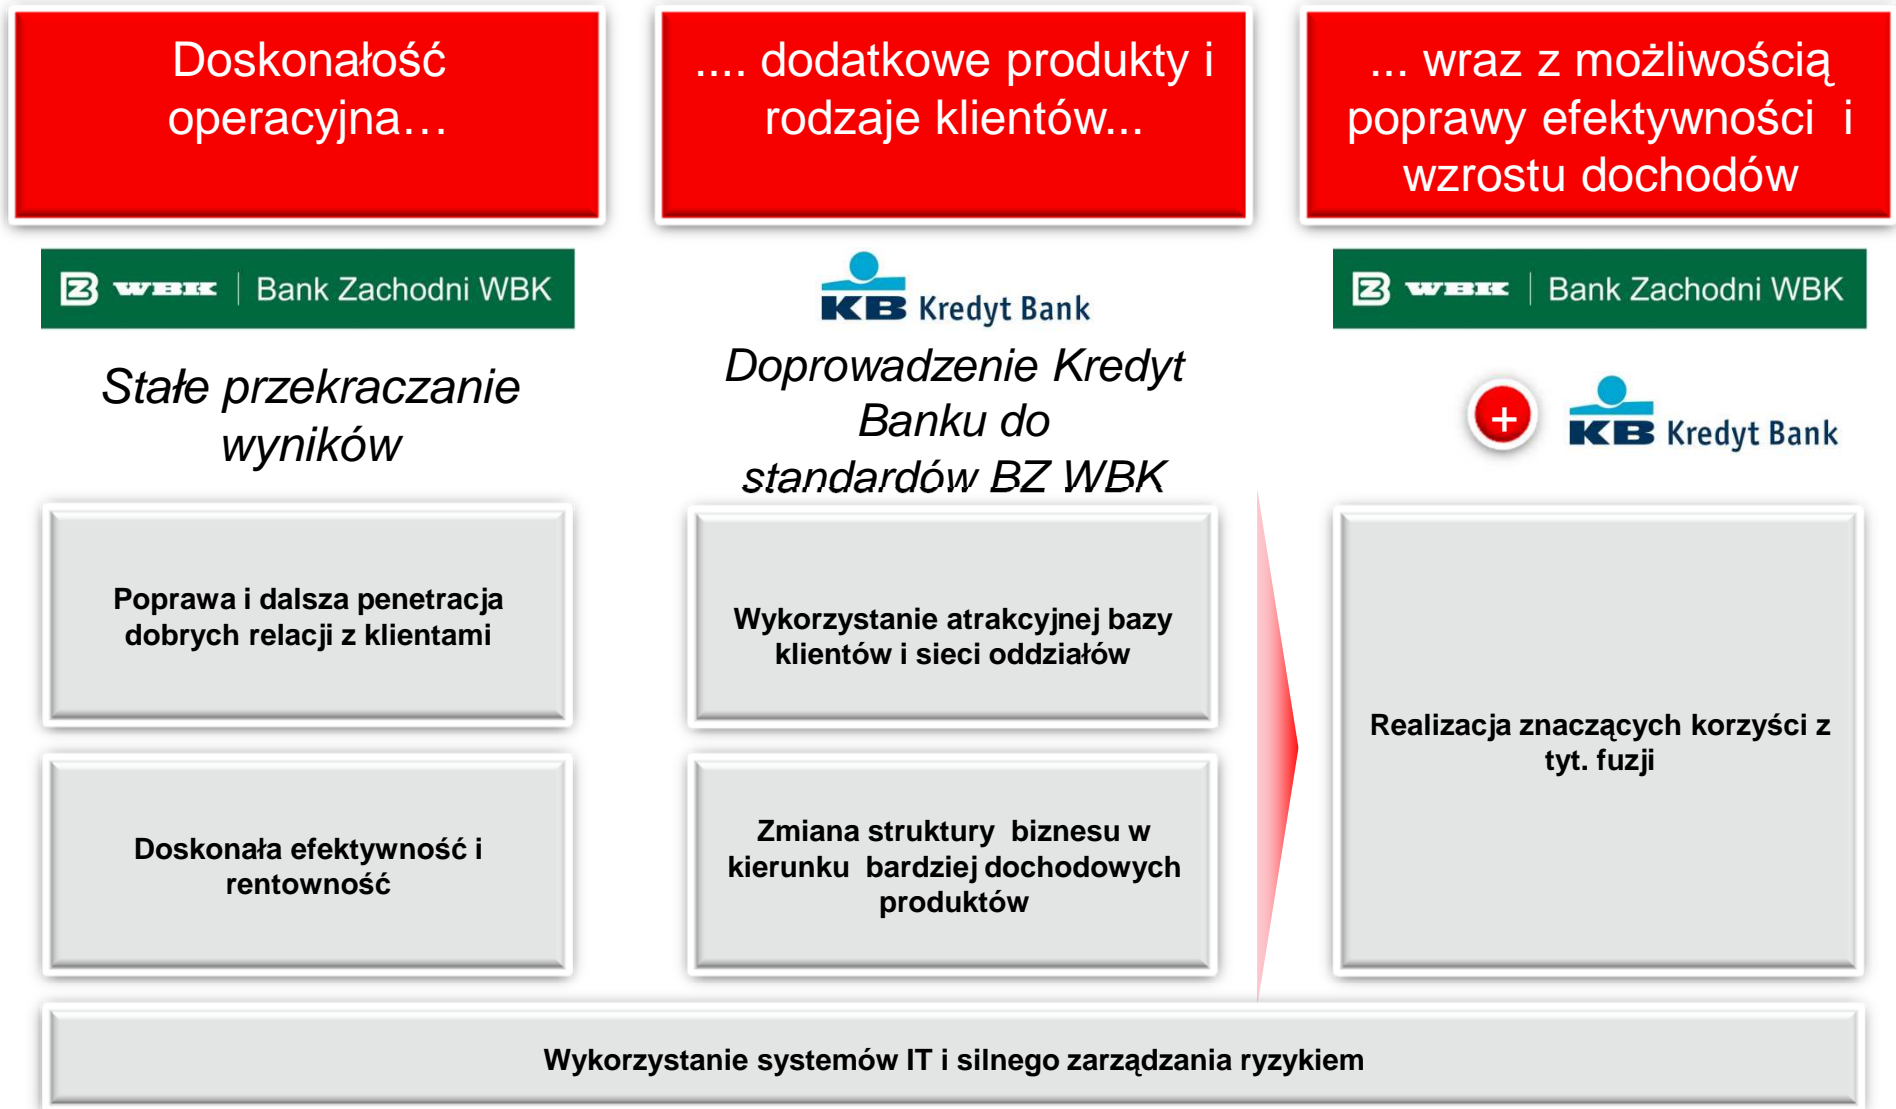 Doskonałość
operacyjna…
.... dodatkowe produkty i
rodzaje klientów...
... wraz z możliwością
poprawy efektywności i
wzrostu dochodów
Z WBK | Bank Zachodni WBK
KB Kredyt Bank
Z WBK | Bank Zachodni WBK
Stałe przekraczanie
wyników
Doprowadzenie Kredyt
Banku do
standardów BZ WBK
+
KB Kredyt Bank
Poprawa i dalsza penetracja
dobrych relacji z klientami
Wykorzystanie atrakcyjnej bazy
klientów i sieci oddziałów
Realizacja znaczących korzyści z
tyt. fuzji
Doskonała efektywność i
rentowność
Zmiana struktury biznesu w
kierunku bardziej dochodowych
produktów
Wykorzystanie systemów IT i silnego zarządzania ryzykiem